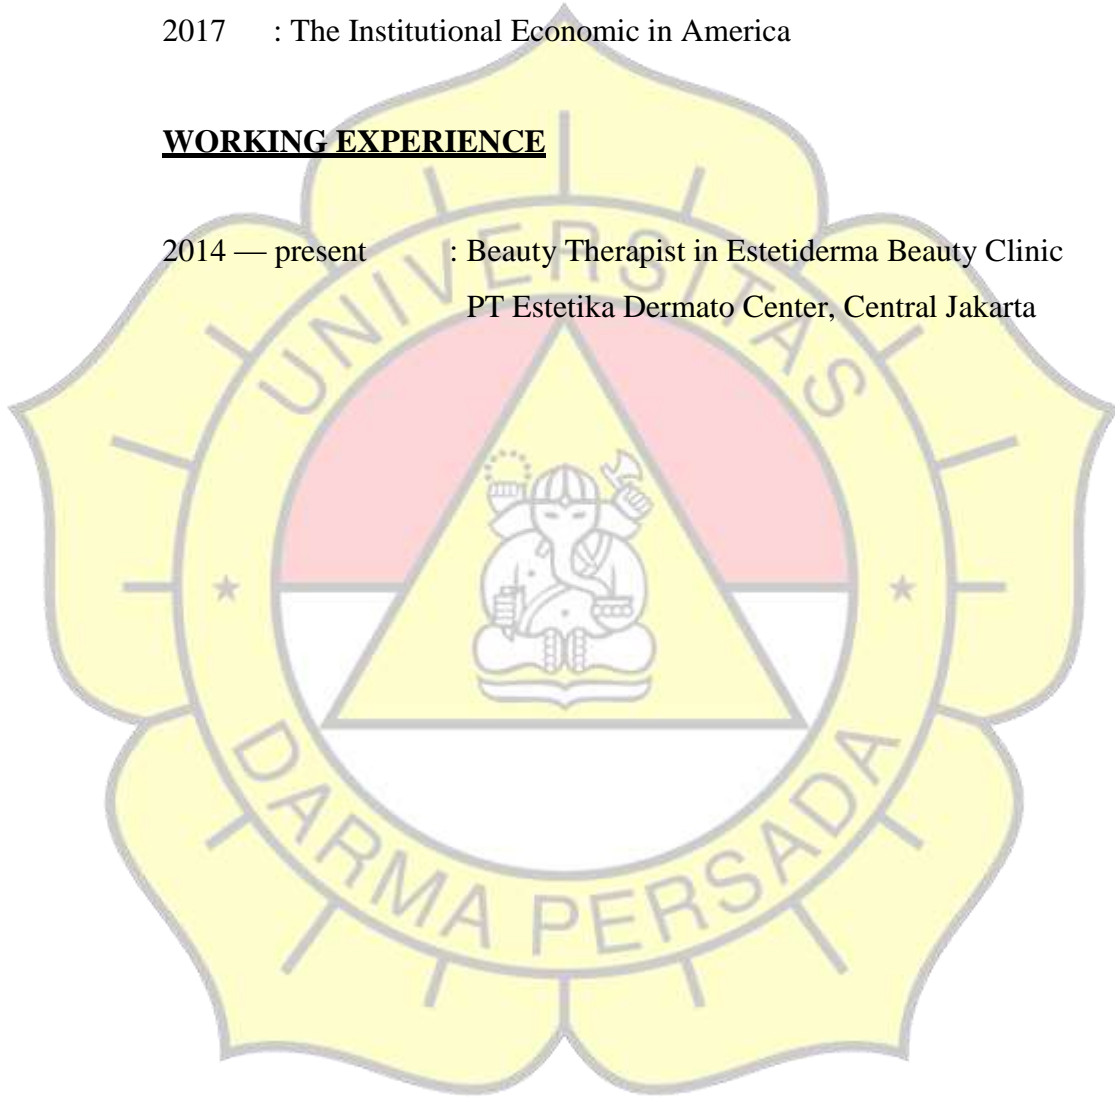 2017 : The Institutional Economic in America
WORKING EXPERIENCE
2014 — present : Beauty Therapist in Estetiderma Beauty Clinic
PT Estetika Dermato Center, Central Jakarta
UNIVERSITAS
DARMA PERSADA